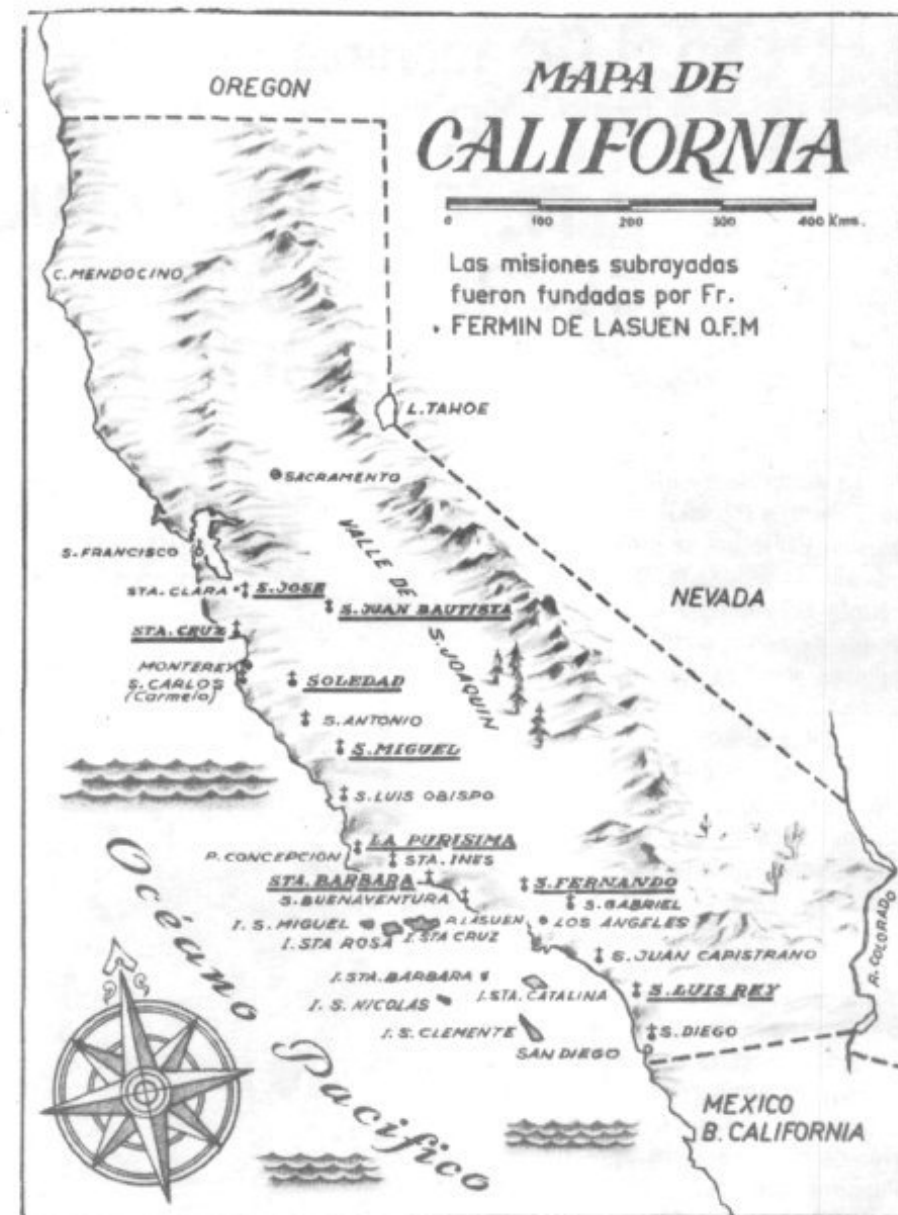 MAPA DE
CALIFORNIA
0 100 200 300 400 Kms.
Las misiones subrayadas
fueron fundadas por Fr.
FERMIN DE LASUEN O.F.M
OREGON
C. MENDOCINO
L. TAHOE
SACRAMENTO
S. FRANCISCO
VALLE DE S. JOAQUIN
NEVADA
STA. CLARA
S. JOSE
S. JUAN BAUTISTA
STA. CRUZ
MONTEREY
S. CARLOS
(Carmelo)
SOLEDAD
S. ANTONIO
S. MIGUEL
S. LUIS OBISPO
LA PURISIMA
P. CONCEPCIÓN
STA. INES
STA. BARBARA
S. FERNANDO
S. BUENAVENTURA
S. GABRIEL
I. S. MIGUEL
P. LASUEN
LOS ANGELES
I. STA ROSA
I. STA CRUZ
S. JUAN CAPISTRANO
R. COLORADO
I. STA. BARBARA
I. STA. CATALINA
S. LUIS REY
I. S. NICOLAS
I. S. CLEMENTE
S. DIEGO
SAN DIEGO
Océano Pacifico
MEXICO
B. CALIFORNIA